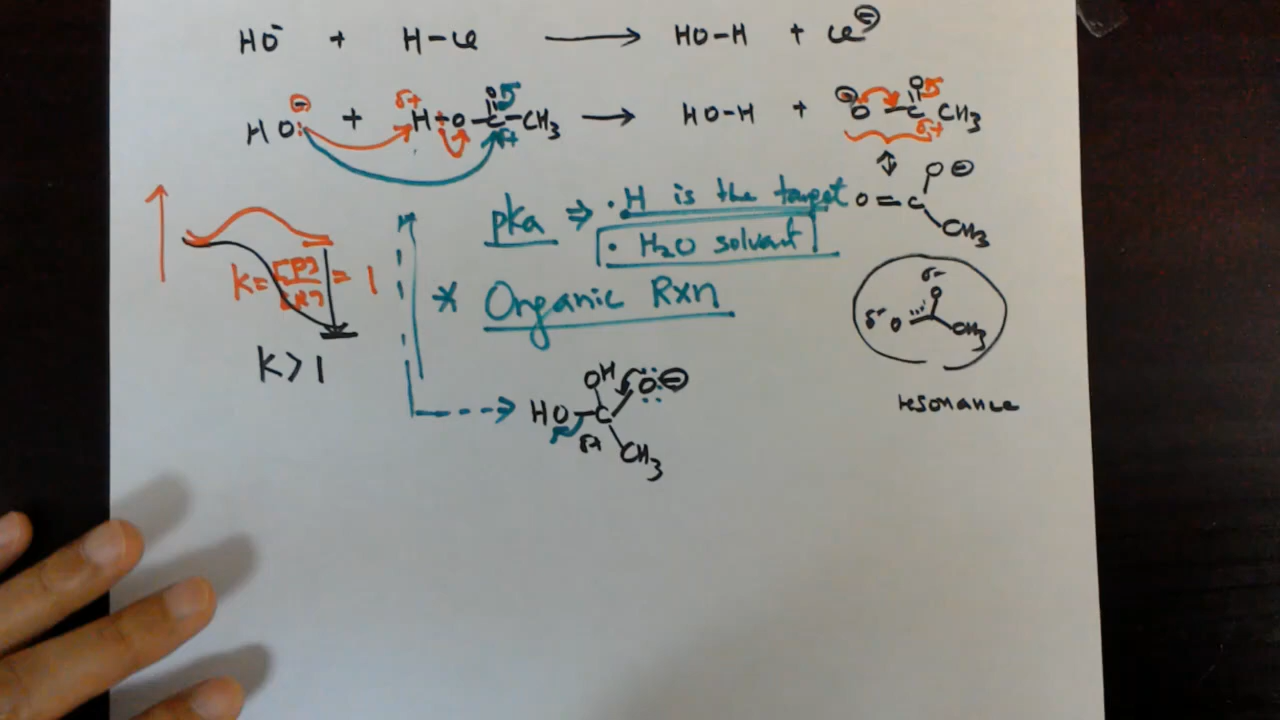 HO⁻ + H-Cl ⟶ HO-H + Cl⊖
HO:⊖ + δ+ H-O-C(=O δ-)(δ+)-CH3 ⟶ HO-H + ⊖O-C(=O δ-)(δ+) CH3
↕
pka ⇒ · H is the target
O=C O⊖ CH3
· H2O solvent
K=[P]/[R] = 1
* Organic Rxn
δ- O δ- O CH3
K>1
resonance
OH :O:⊖
HO-C
δ+ CH3